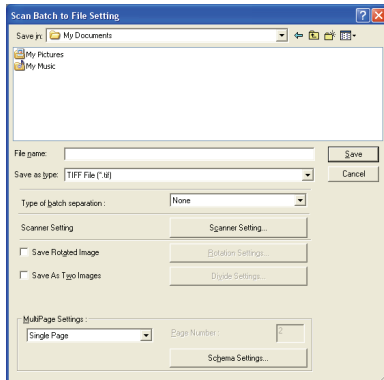 Scan Batch to File Setting
Save in: My Documents
My Pictures
My Music
File name:
Save
Save as type: TIFF File (*.tif)
Cancel
Type of batch separation : None
Scanner Setting Scanner Setting...
Save Rotated Image Rotation Settings...
Save As Two Images Divide Settings...
MultiPage Settings :
Single Page Page Number : 2
Schema Settings...